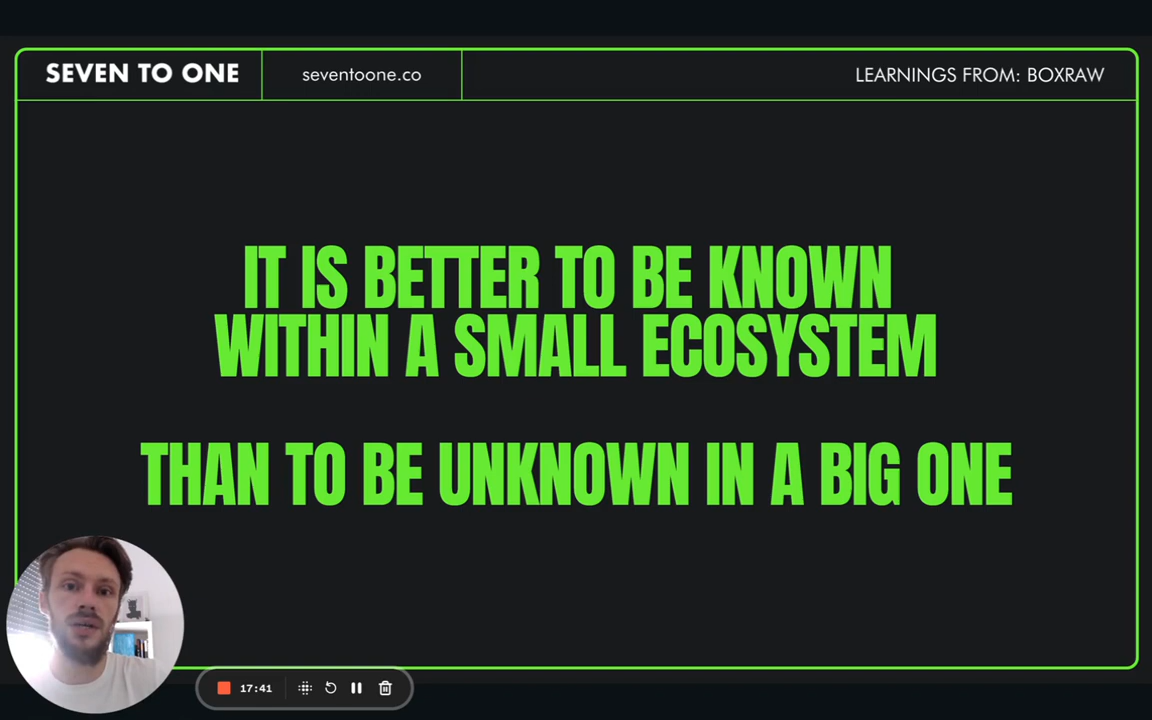 SEVEN TO ONE
seventoone.co
LEARNINGS FROM: BOXRAW
IT IS BETTER TO BE KNOWN
WITHIN A SMALL ECOSYSTEM
THAN TO BE UNKNOWN IN A BIG ONE
17:41